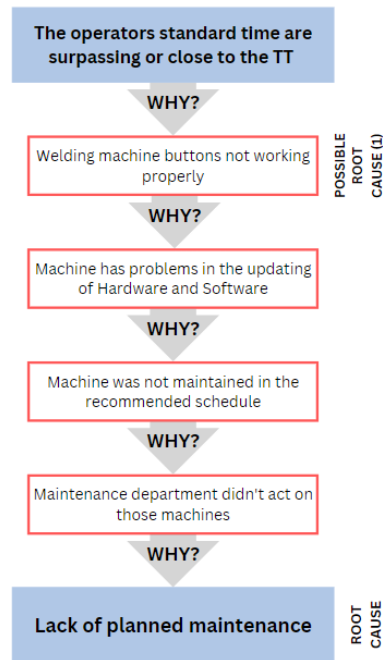 The operators standard time are
surpassing or close to the TT
WHY?
Welding machine buttons not working
properly
POSSIBLE
ROOT
CAUSE (1)
WHY?
Machine has problems in the updating
of Hardware and Software
WHY?
Machine was not maintained in the
recommended schedule
WHY?
Maintenance department didn't act on
those machines
WHY?
Lack of planned maintenance
ROOT
CAUSE